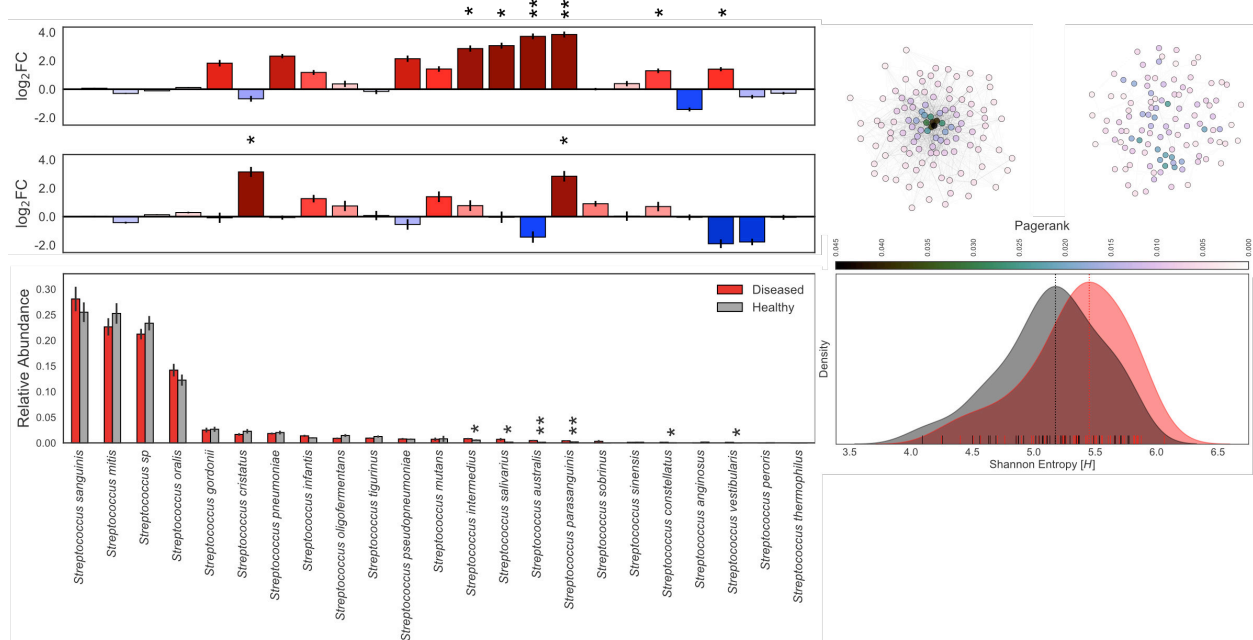 * * ** ** * *
log₂FC
4.0
2.0
0.0
-2.0
* *
log₂FC
4.0
2.0
0.0
-2.0
Relative Abundance
0.30
0.25
0.20
0.15
0.10
0.05
0.00
Diseased
Healthy
* * ** ** * *
Streptococcus sanguinis
Streptococcus mitis
Streptococcus sp
Streptococcus oralis
Streptococcus gordonii
Streptococcus cristatus
Streptococcus pneumoniae
Streptococcus infantis
Streptococcus oligofermentans
Streptococcus tigurinus
Streptococcus pseudopneumoniae
Streptococcus mutans
Streptococcus intermedius
Streptococcus salivarius
Streptococcus australis
Streptococcus parasanguinis
Streptococcus sobrinus
Streptococcus sinensis
Streptococcus constellatus
Streptococcus anginosus
Streptococcus vestibularis
Streptococcus peroris
Streptococcus thermophilus
Pagerank
0.045 0.040 0.035 0.030 0.025 0.020 0.015 0.010 0.005 0.000
Density
3.5 4.0 4.5 5.0 5.5 6.0 6.5
Shannon Entropy [H]